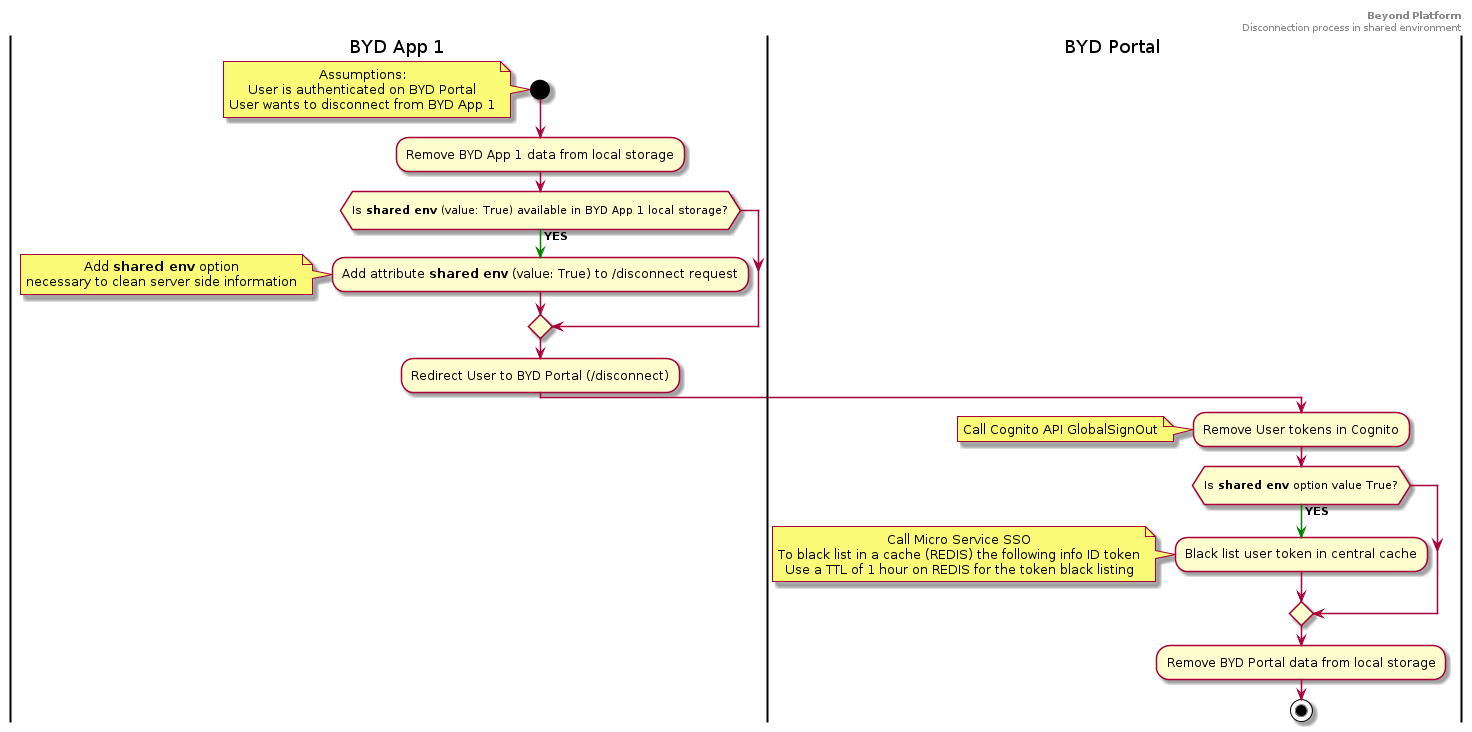 Beyond Platform
Disconnection process in shared environment
BYD App 1
BYD Portal
Assumptions:
User is authenticated on BYD Portal
User wants to disconnect from BYD App 1
Remove BYD App 1 data from local storage
Is shared env (value: True) available in BYD App 1 local storage?
YES
Add shared env option
necessary to clean server side information
Add attribute shared env (value: True) to /disconnect request
Redirect User to BYD Portal (/disconnect)
Call Cognito API GlobalSignOut
Remove User tokens in Cognito
Is shared env option value True?
YES
Call Micro Service SSO
To black list in a cache (REDIS) the following info ID token
Use a TTL of 1 hour on REDIS for the token black listing
Black list user token in central cache
Remove BYD Portal data from local storage